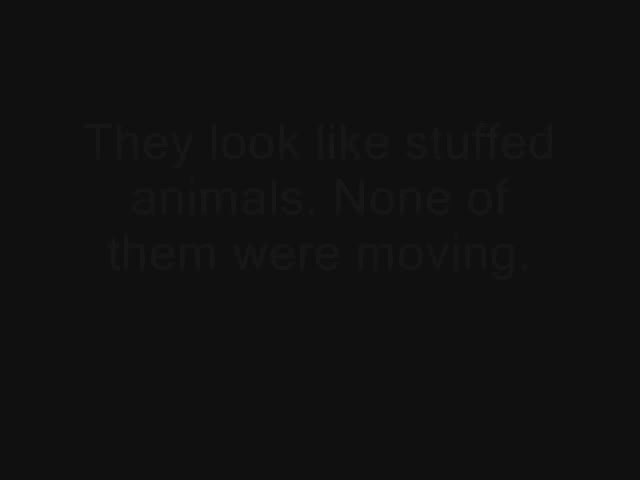 They look like stuffed
animals. None of
them were moving.